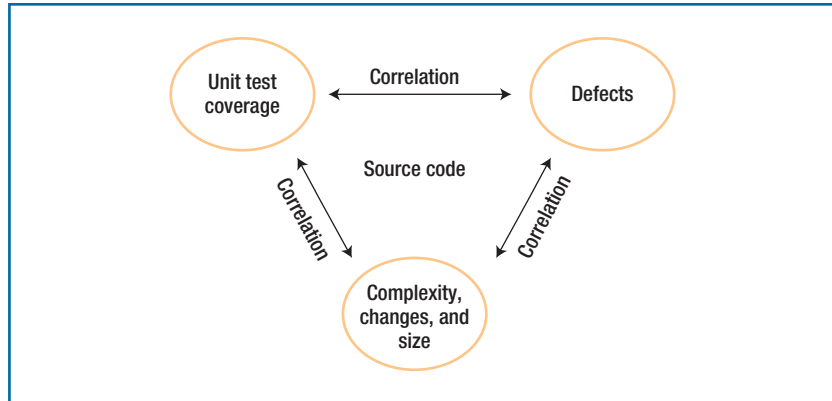 Unit test
coverage
Correlation
Defects
Source code
Correlation
Correlation
Complexity,
changes, and
size